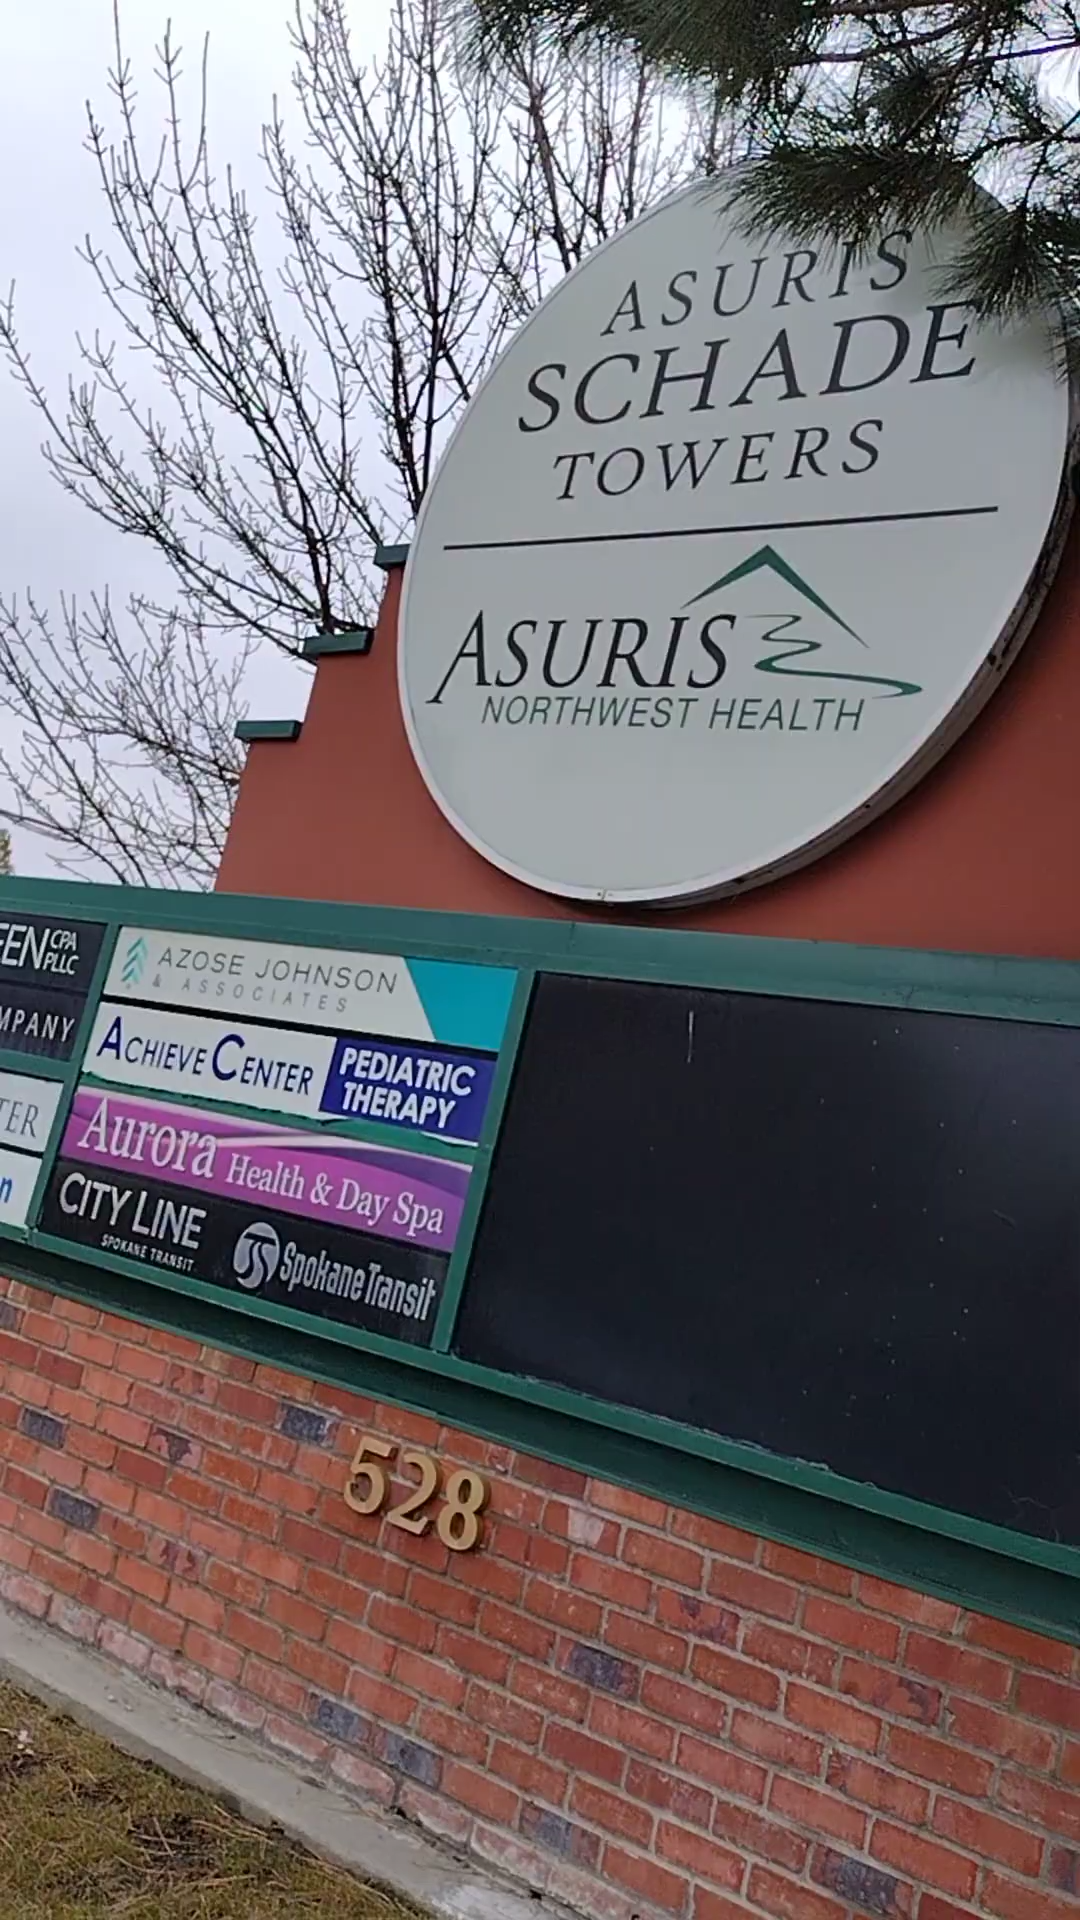 ASURIS
SCHADE
TOWERS
ASURIS
NORTHWEST HEALTH
CPA
PLLC
AZOSE JOHNSON
& ASSOCIATES
ACHIEVE CENTER
PEDIATRIC
THERAPY
Aurora Health & Day Spa
CITY LINE
SPOKANE TRANSIT
Spokane Transit
528